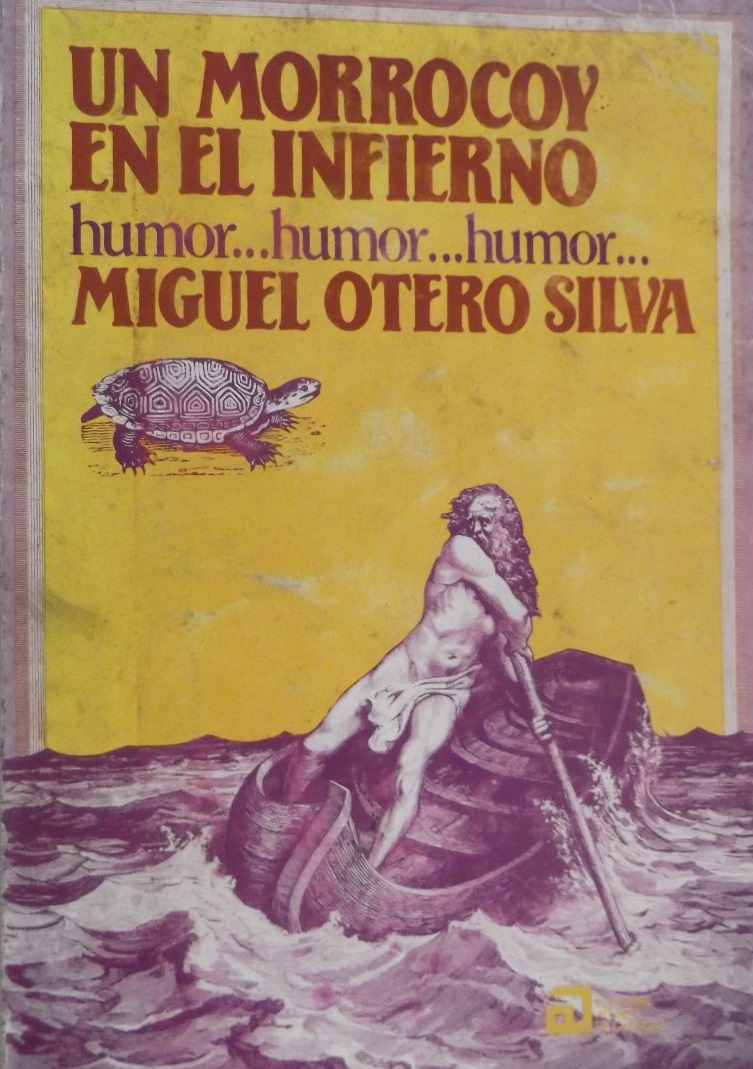 UN MORROCOY
EN EL INFIERNO
humor...humor...humor...
MIGUEL OTERO SILVA